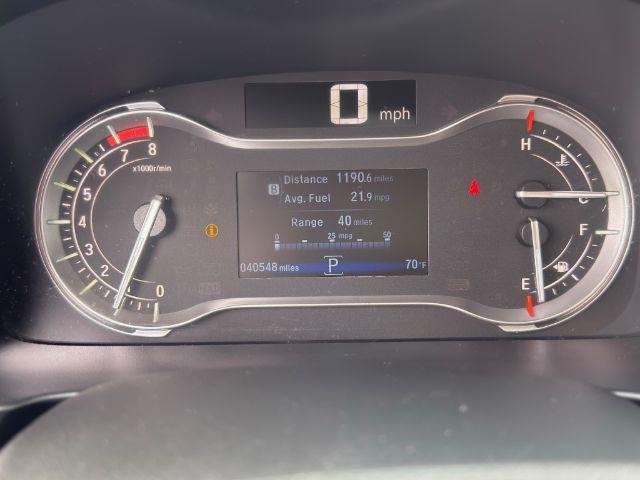 0 mph
8
7
6
x1000r/min
5
4
3
2
1
0
B Distance 1190.6 miles
Avg. Fuel 21.9 mpg
Range 40 miles
0 25 50
mpg
040548 miles P 70°F
H
C
F
E